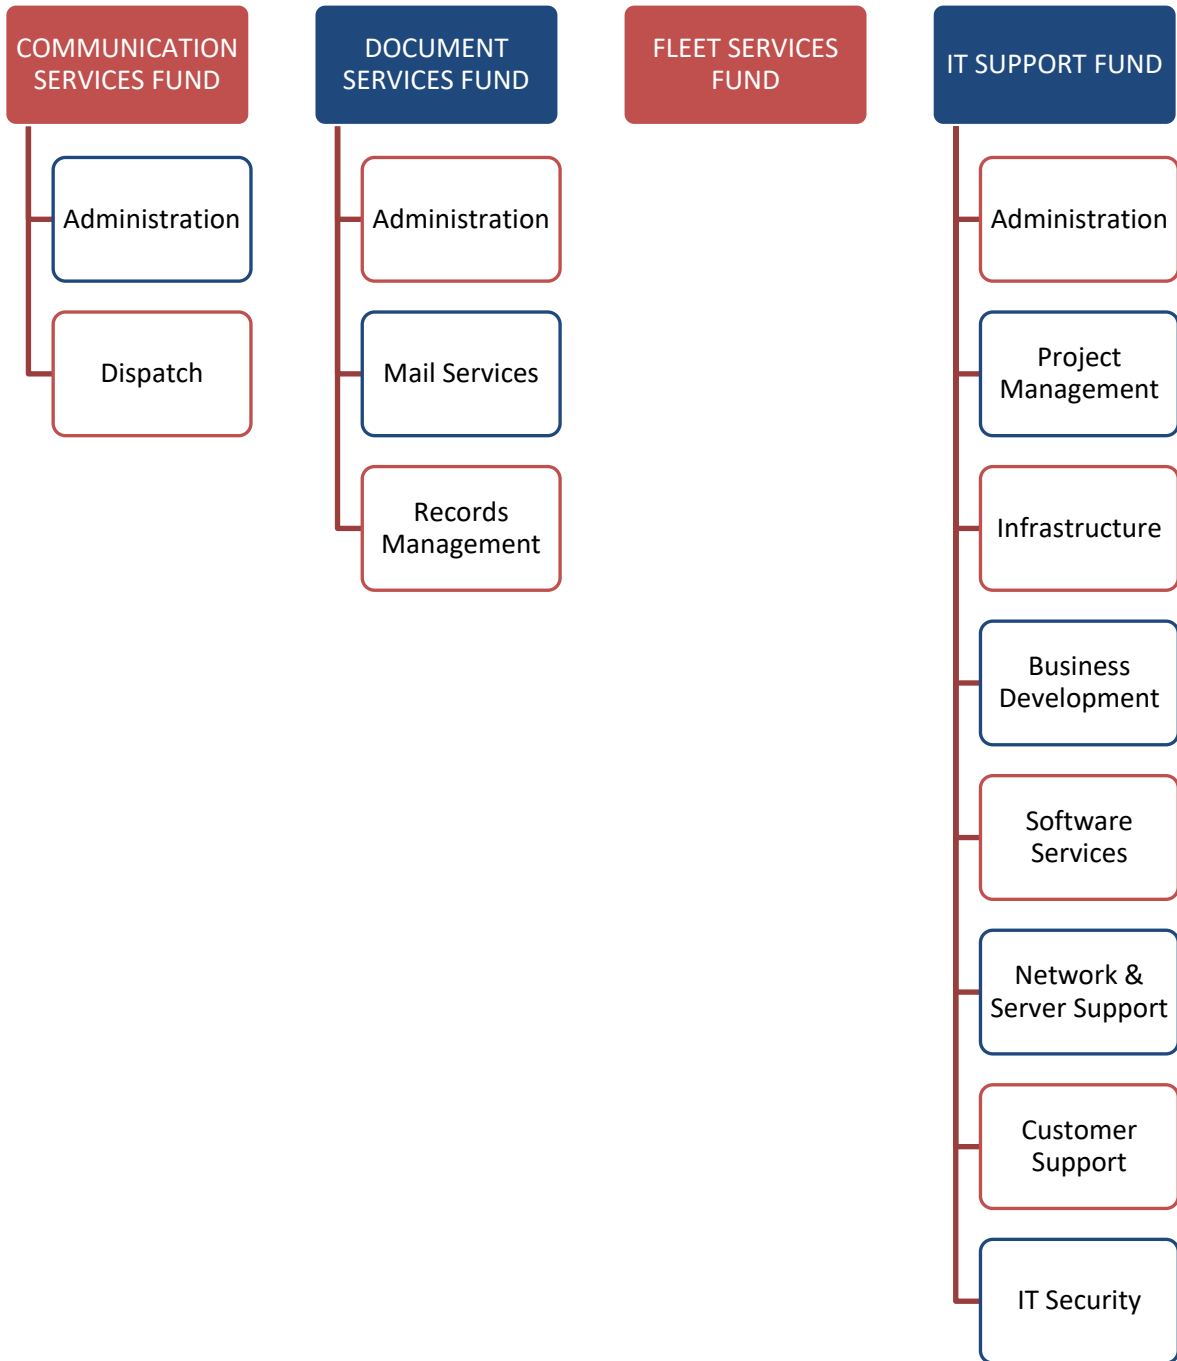 COMMUNICATION
SERVICES FUND
Administration
Dispatch
DOCUMENT
SERVICES FUND
Administration
Mail Services
Records
Management
FLEET SERVICES
FUND
IT SUPPORT FUND
Administration
Project
Management
Infrastructure
Business
Development
Software
Services
Network &
Server Support
Customer
Support
IT Security